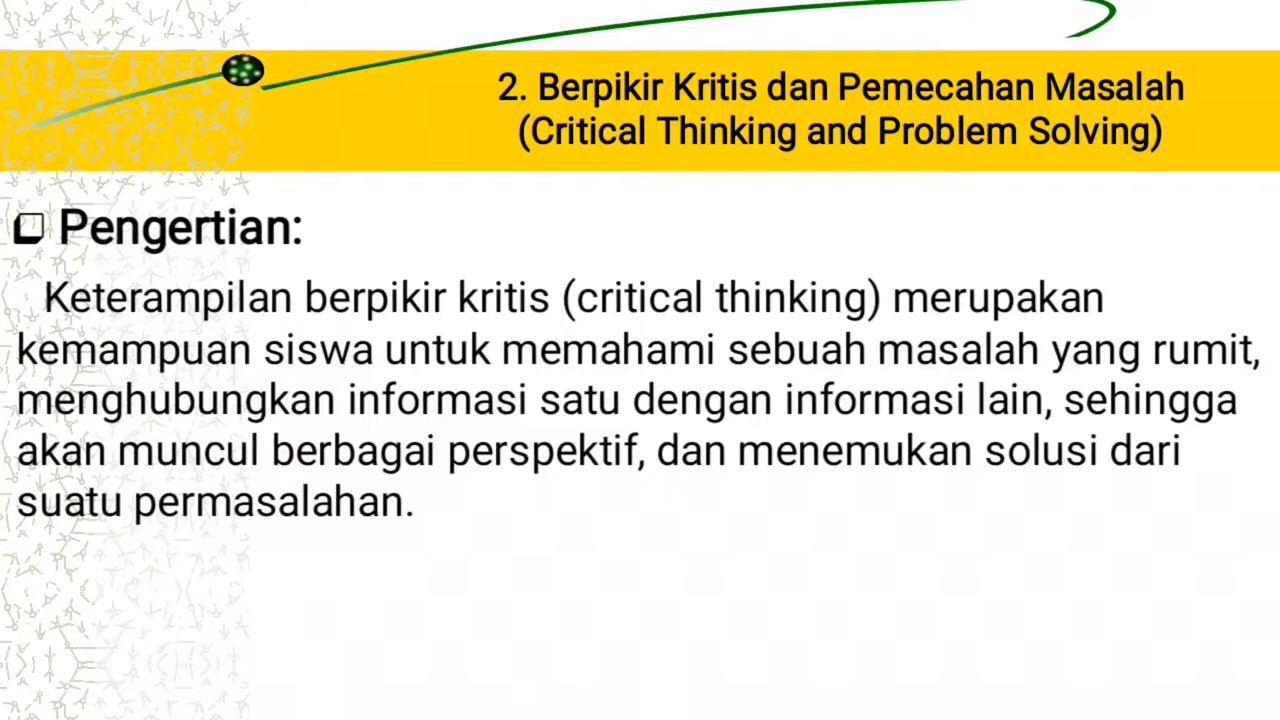 2. Berpikir Kritis dan Pemecahan Masalah
(Critical Thinking and Problem Solving)
Pengertian:
Keterampilan berpikir kritis (critical thinking) merupakan
kemampuan siswa untuk memahami sebuah masalah yang rumit,
menghubungkan informasi satu dengan informasi lain, sehingga
akan muncul berbagai perspektif, dan menemukan solusi dari
suatu permasalahan.